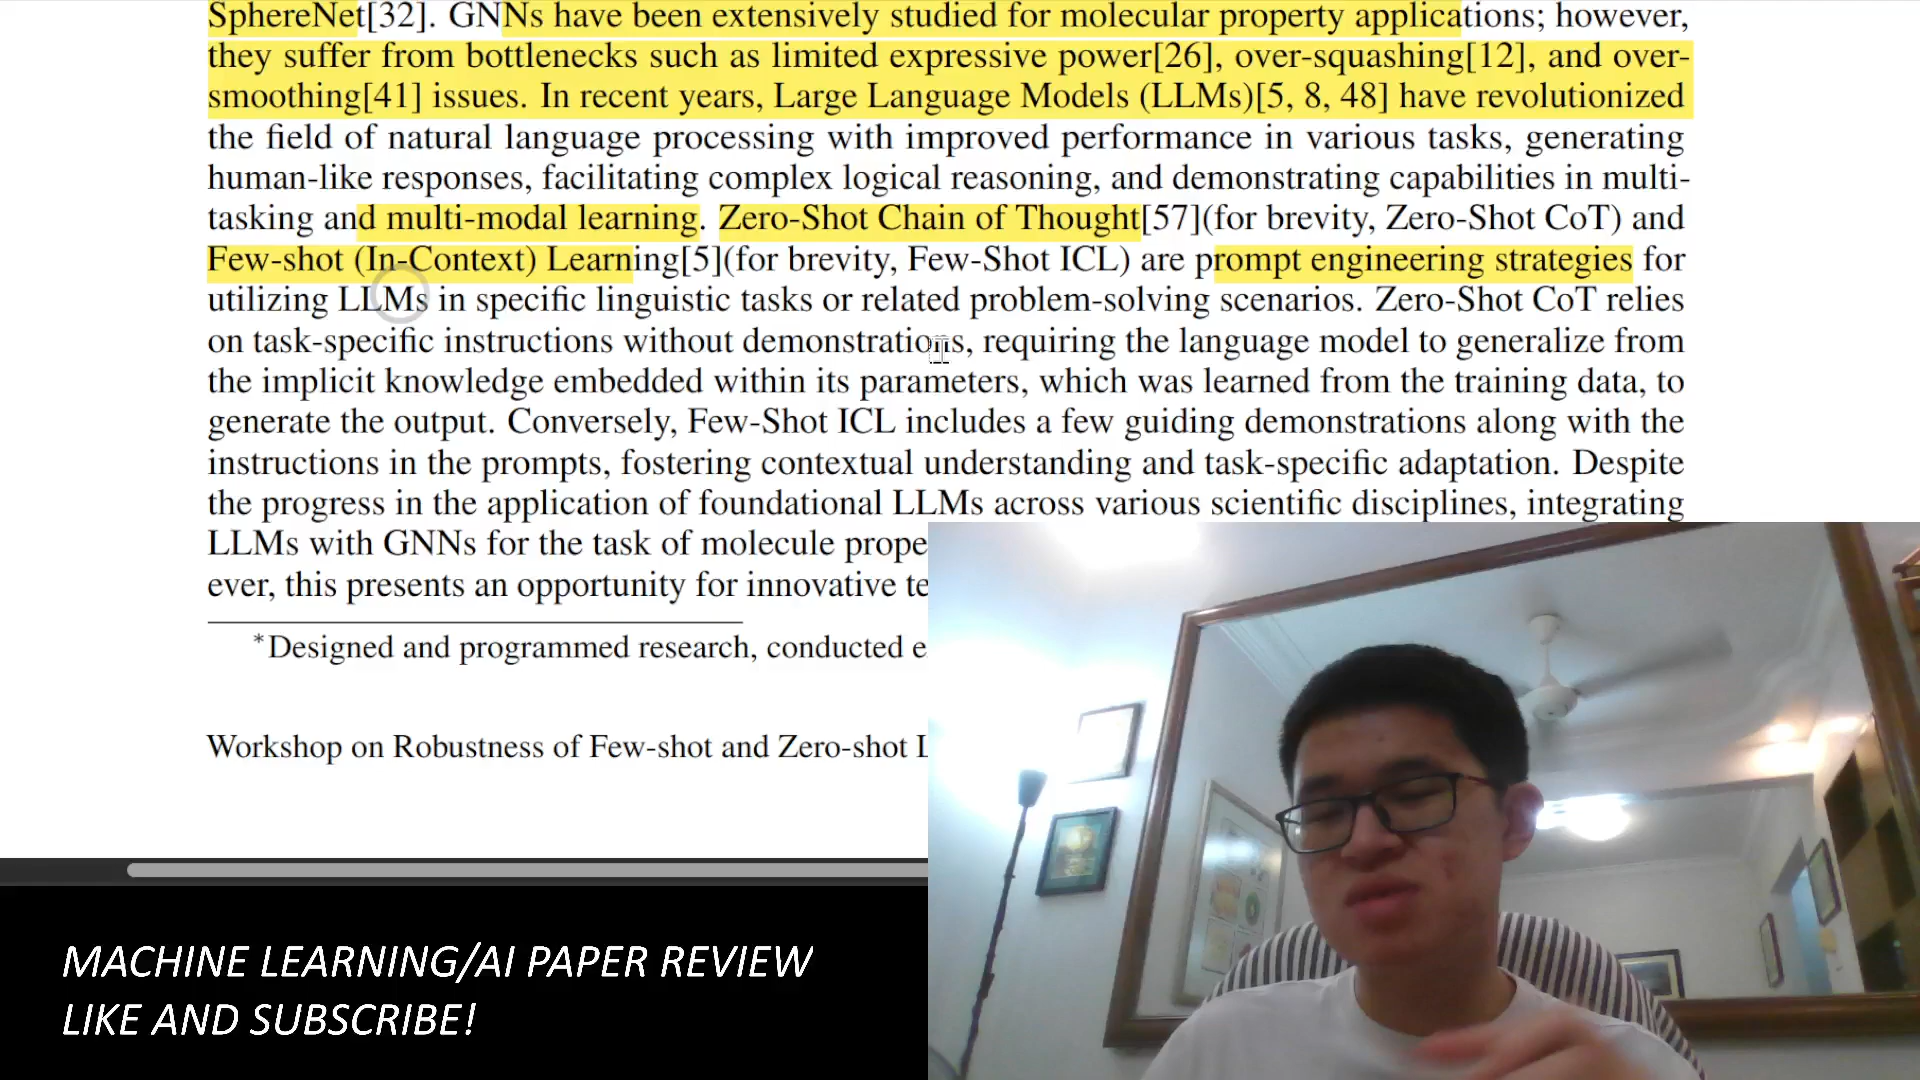 SphereNet[32]. GNNs have been extensively studied for molecular property applications; however,
they suffer from bottlenecks such as limited expressive power[26], over-squashing[12], and over-
smoothing[41] issues. In recent years, Large Language Models (LLMs)[5, 8, 48] have revolutionized
the field of natural language processing with improved performance in various tasks, generating
human-like responses, facilitating complex logical reasoning, and demonstrating capabilities in multi-
tasking and multi-modal learning. Zero-Shot Chain of Thought[57](for brevity, Zero-Shot CoT) and
Few-shot (In-Context) Learning[5](for brevity, Few-Shot ICL) are prompt engineering strategies for
utilizing LLMs in specific linguistic tasks or related problem-solving scenarios. Zero-Shot CoT relies
on task-specific instructions without demonstrations, requiring the language model to generalize from
the implicit knowledge embedded within its parameters, which was learned from the training data, to
generate the output. Conversely, Few-Shot ICL includes a few guiding demonstrations along with the
instructions in the prompts, fostering contextual understanding and task-specific adaptation. Despite
the progress in the application of foundational LLMs across various scientific disciplines, integrating
LLMs with GNNs for the task of molecule prope
ever, this presents an opportunity for innovative te
*Designed and programmed research, conducted e
Workshop on Robustness of Few-shot and Zero-shot L
MACHINE LEARNING/AI PAPER REVIEW
LIKE AND SUBSCRIBE!